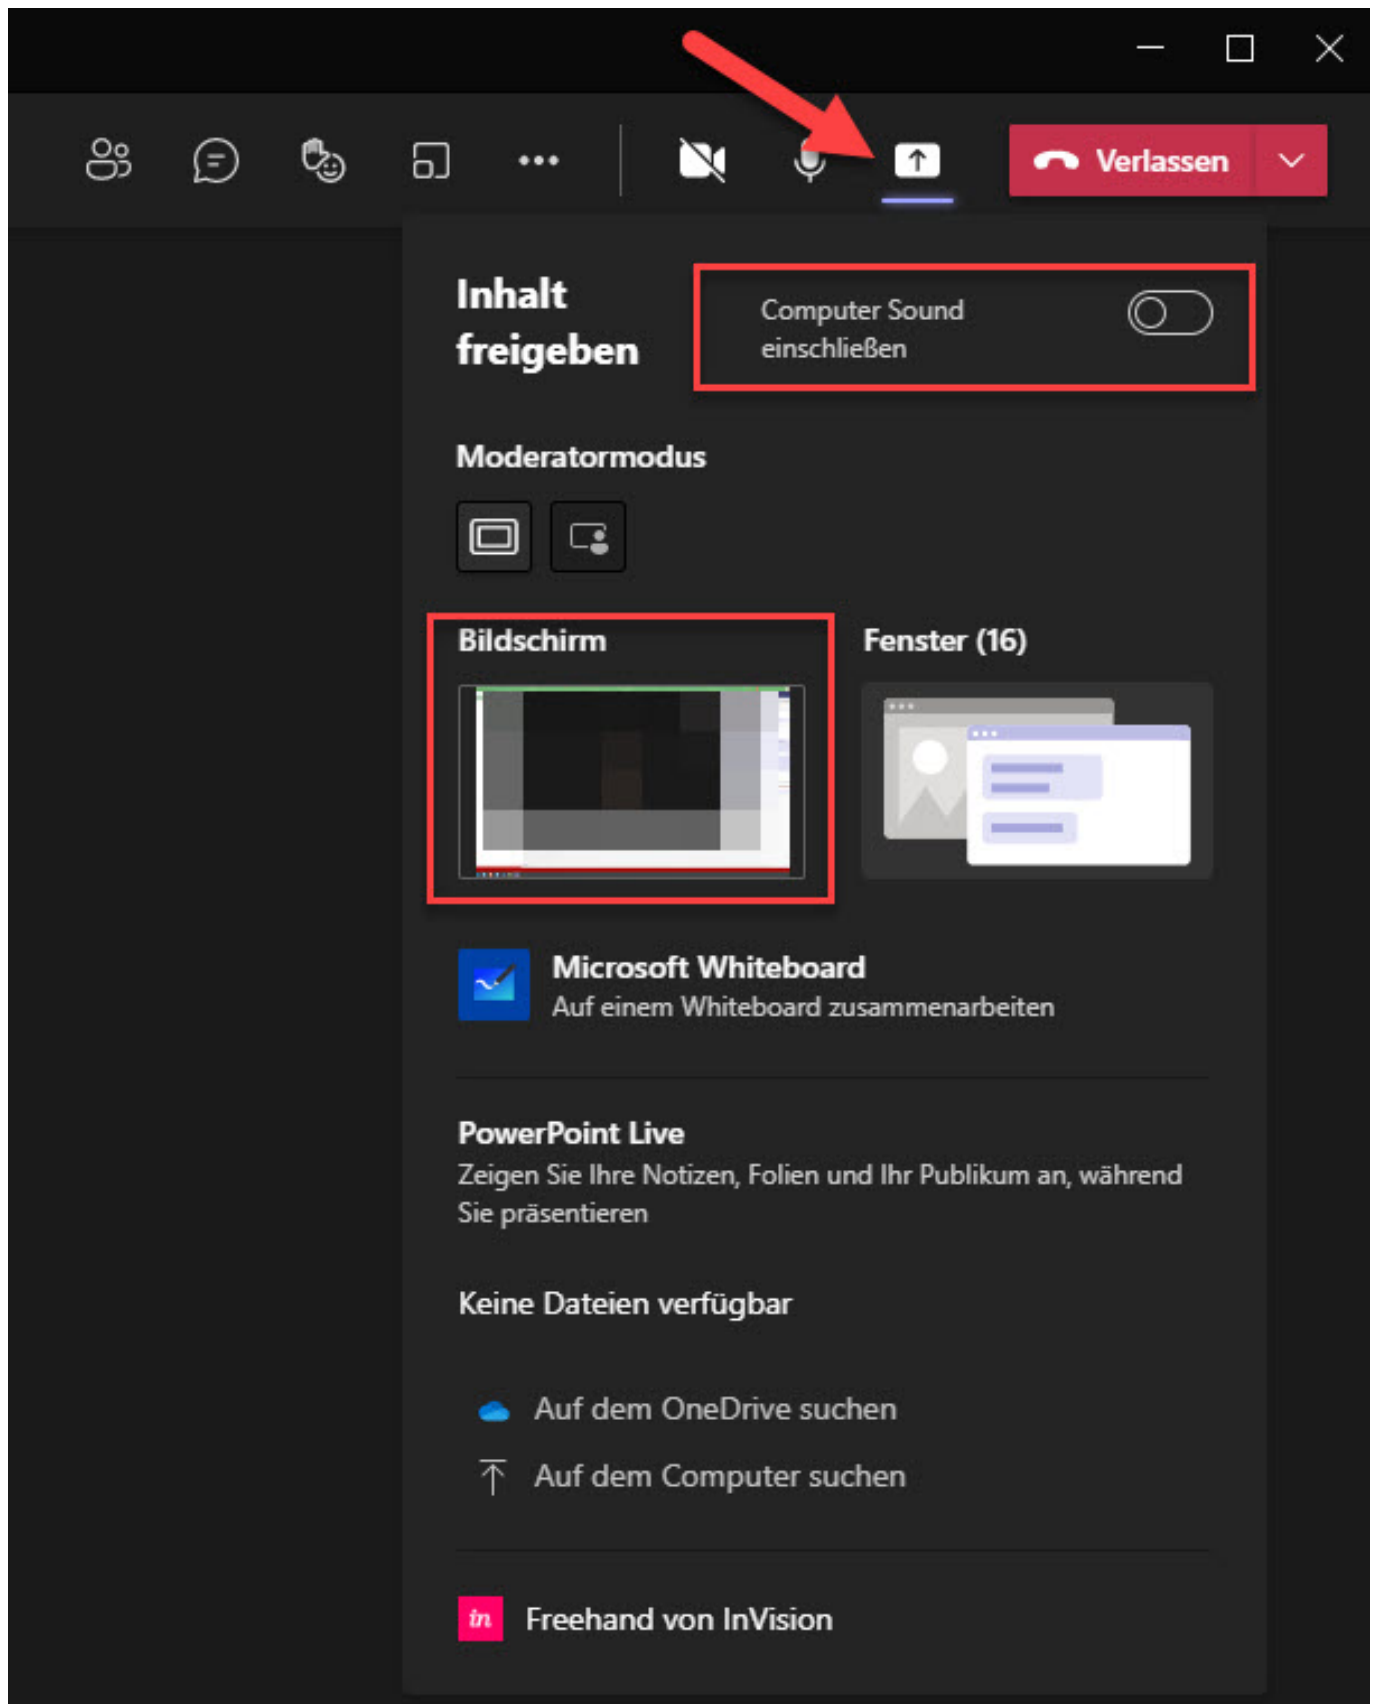 Verlassen
Inhalt
freigeben
Computer Sound
einschließen
Moderatormodus
Bildschirm
Fenster (16)
Microsoft Whiteboard
Auf einem Whiteboard zusammenarbeiten
PowerPoint Live
Zeigen Sie Ihre Notizen, Folien und Ihr Publikum an, während
Sie präsentieren
Keine Dateien verfügbar
Auf dem OneDrive suchen
Auf dem Computer suchen
in
Freehand von InVision